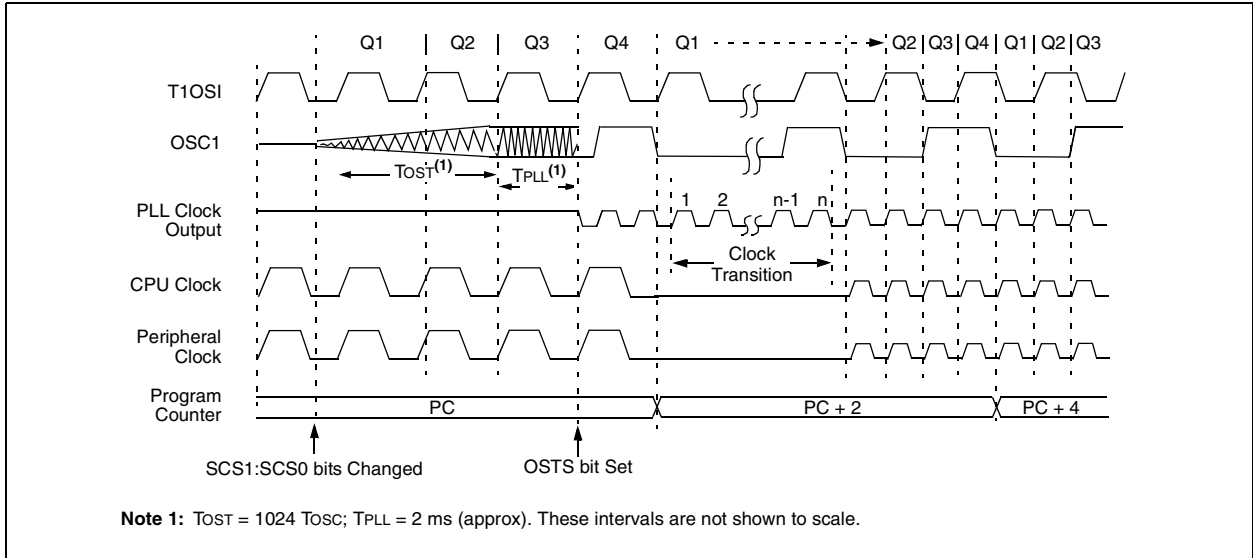 Q1 Q2 Q3 Q4 Q1 Q2 Q3 Q4 Q1 Q2 Q3
T1OSI
OSC1
TOST(1) TPLL(1)
PLL Clock
Output
1 2 n-1 n
Clock
Transition
CPU Clock
Peripheral
Clock
Program
Counter
PC PC + 2 PC + 4
SCS1:SCS0 bits Changed OSTS bit Set
Note 1: TOST = 1024 TOSC; TPLL = 2 ms (approx). These intervals are not shown to scale.